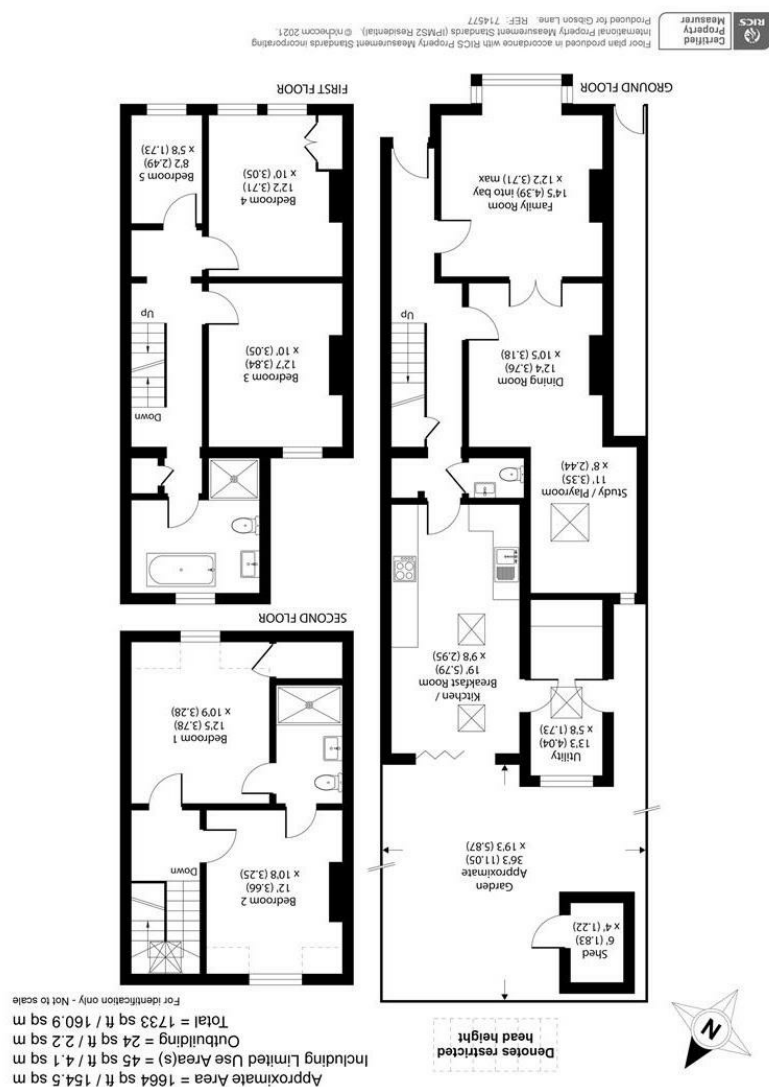 Approximate Area = 1664 sq ft / 154.5 sq m
Including Limited Use Area(s) = 45 sq ft / 4.1 sq m
Outbuilding = 24 sq ft / 2.2 sq m
Total = 1733 sq ft / 160.9 sq m
For identification only - Not to scale
N
Denotes restricted
head height
Shed
6' (1.83)
x 4' (1.22)
Garden
Approximate
36'3 (11.05)
x 19'3 (5.87)
Utility
13'3 (4.04)
x 5'8 (1.73)
Kitchen /
Breakfast Room
19' (5.79)
x 9'8 (2.95)
Study / Playroom
11' (3.35)
x 8' (2.44)
Dining Room
12'4 (3.76)
x 10'5 (3.18)
Up
Family Room
14'5 (4.39) into bay
x 12'2 (3.71) max
GROUND FLOOR
Bedroom 2
12' (3.66)
x 10'8 (3.25)
Down
Bedroom 1
12'5 (3.78)
x 10'9 (3.28)
SECOND FLOOR
Down
Bedroom 3
12'7 (3.84)
x 10' (3.05)
Up
Bedroom 4
12'2 (3.71)
x 10' (3.05)
Bedroom 5
8'2 (2.49)
x 5'8 (1.73)
FIRST FLOOR
RICS
Certified
Property
Measurer
Floor plan produced in accordance with RICS Property Measurement Standards incorporating
International Property Measurement Standards (IPMS2 Residential). ©nichecom 2021.
Produced for Gibson Lane. REF: 714577